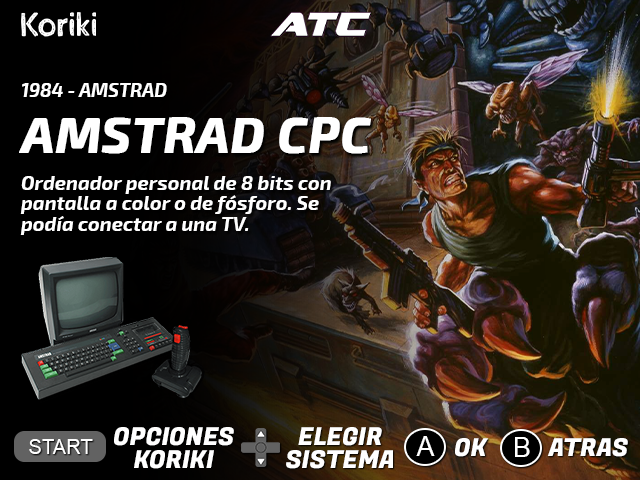 Koriki
ATC
1984 - AMSTRAD
AMSTRAD CPC
Ordenador personal de 8 bits con
pantalla a color o de fósforo. Se
podía conectar a una TV.
START
OPCIONES
KORIKI
ELEGIR
SISTEMA
A
OK
B
ATRAS